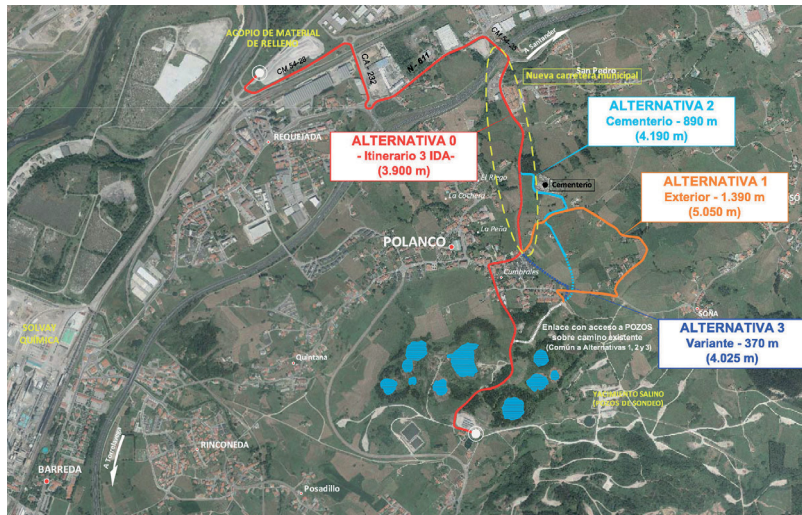 ACOPIO DE MATERIAL
DE RELLENO
CM 54-28
CA - 232
N - 611
CM 54-30
A Santander
San Pedro
Nueva carretera municipal
ALTERNATIVA 2
Cementerio - 890 m
(4.190 m)
REQUEJADA
ALTERNATIVA 0
- Itinerario 3 IDA-
(3.900 m)
El Riego
Cementerio
ALTERNATIVA 1
Exterior - 1.390 m
(5.050 m)
La Cochera
La Peña
POLANCO
Cumbrales
SOÑA
ALTERNATIVA 3
Variante - 370 m
(4.025 m)
Enlace con acceso a POZOS
sobre camino existente
(Común a Alternativas 1, 2 y 3)
SOLVAY
QUÍMICA
Quintana
YACIMIENTO SALINO
(POZOS DE SONDEO)
RINCONEDA
A Torrelavega
BARREDA
Posadillo